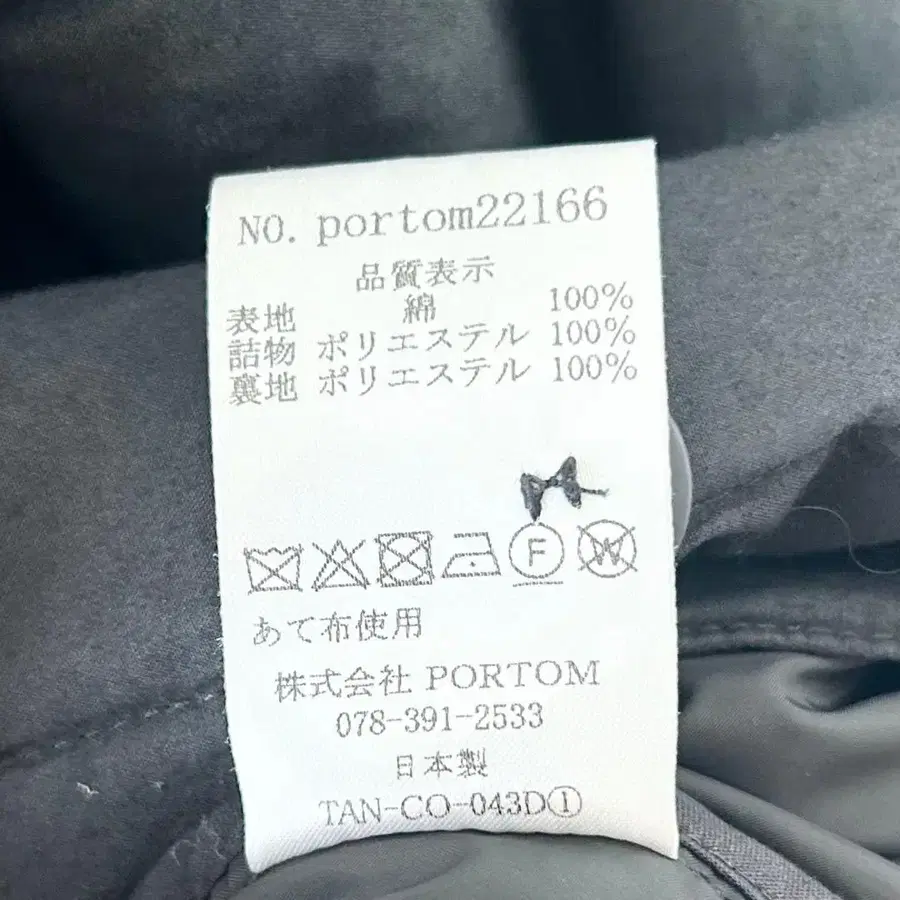 NO. portom22166
品質表示
表地 綿 100%
詰物 ポリエステル 100%
裏地 ポリエステル 100%
F W
あて布使用
株式会社 PORTOM
078-391-2533
日本製
TAN-CO-043D①